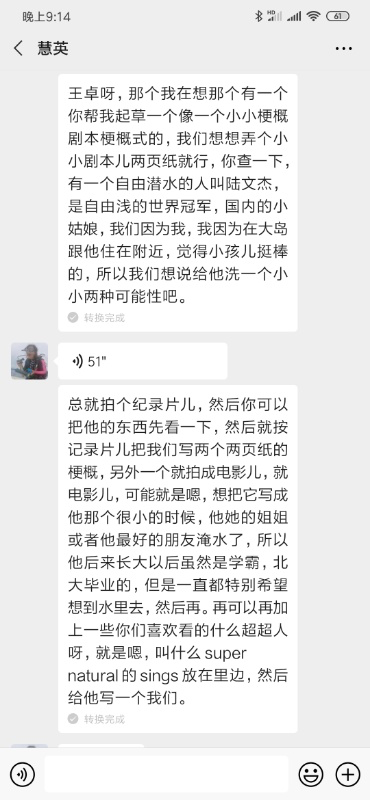 晚上9:14
HD
61
慧英
王卓呀，那个我在想那个有一个
你帮我起草一个像一个小小梗概
剧本梗概式的，我们想想弄个小
小剧本儿两页纸就行，你查一下，
有一个自由潜水的人叫陆文杰，
是自由浅的世界冠军，国内的小
姑娘，我们因为我，我因为在大岛
跟他住在附近，觉得小孩儿挺棒
的，所以我们想说给他洗一个小
小两种可能性吧。
转换完成
51"
总就拍个纪录片儿，然后你可以
把他的东西先看一下，然后就按
记录片儿把我们写两个两页纸的
梗概，另外一个就拍成电影儿，就
电影儿，可能就是嗯，想把它写成
他那个很小的时候，他她的姐姐
或者他最好的朋友淹水了，所以
他后来长大以后虽然是学霸，北
大毕业的，但是一直都特别希望
想到水里去，然后再。再可以再加
上一些你们喜欢看的什么超超人
呀，就是嗯，叫什么 super
natural 的 sings 放在里边，然后
给他写一个我们。
转换完成